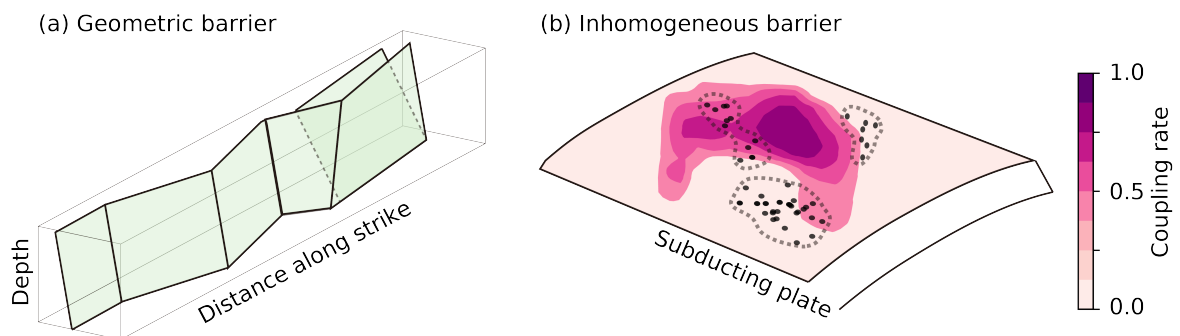 (a) Geometric barrier
Depth
Distance along strike
(b) Inhomogeneous barrier
Subducting plate
1.0
0.5
0.0
Coupling rate